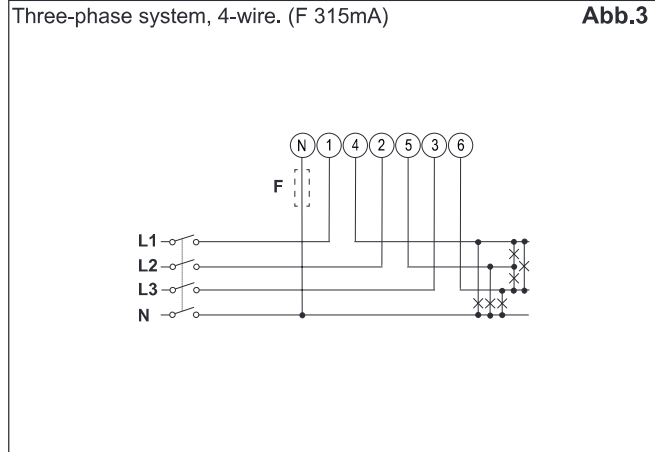 Three-phase system, 4-wire. (F 315mA) Abb.3
N 1 4 2 5 3 6
F
L1
L2
L3
N